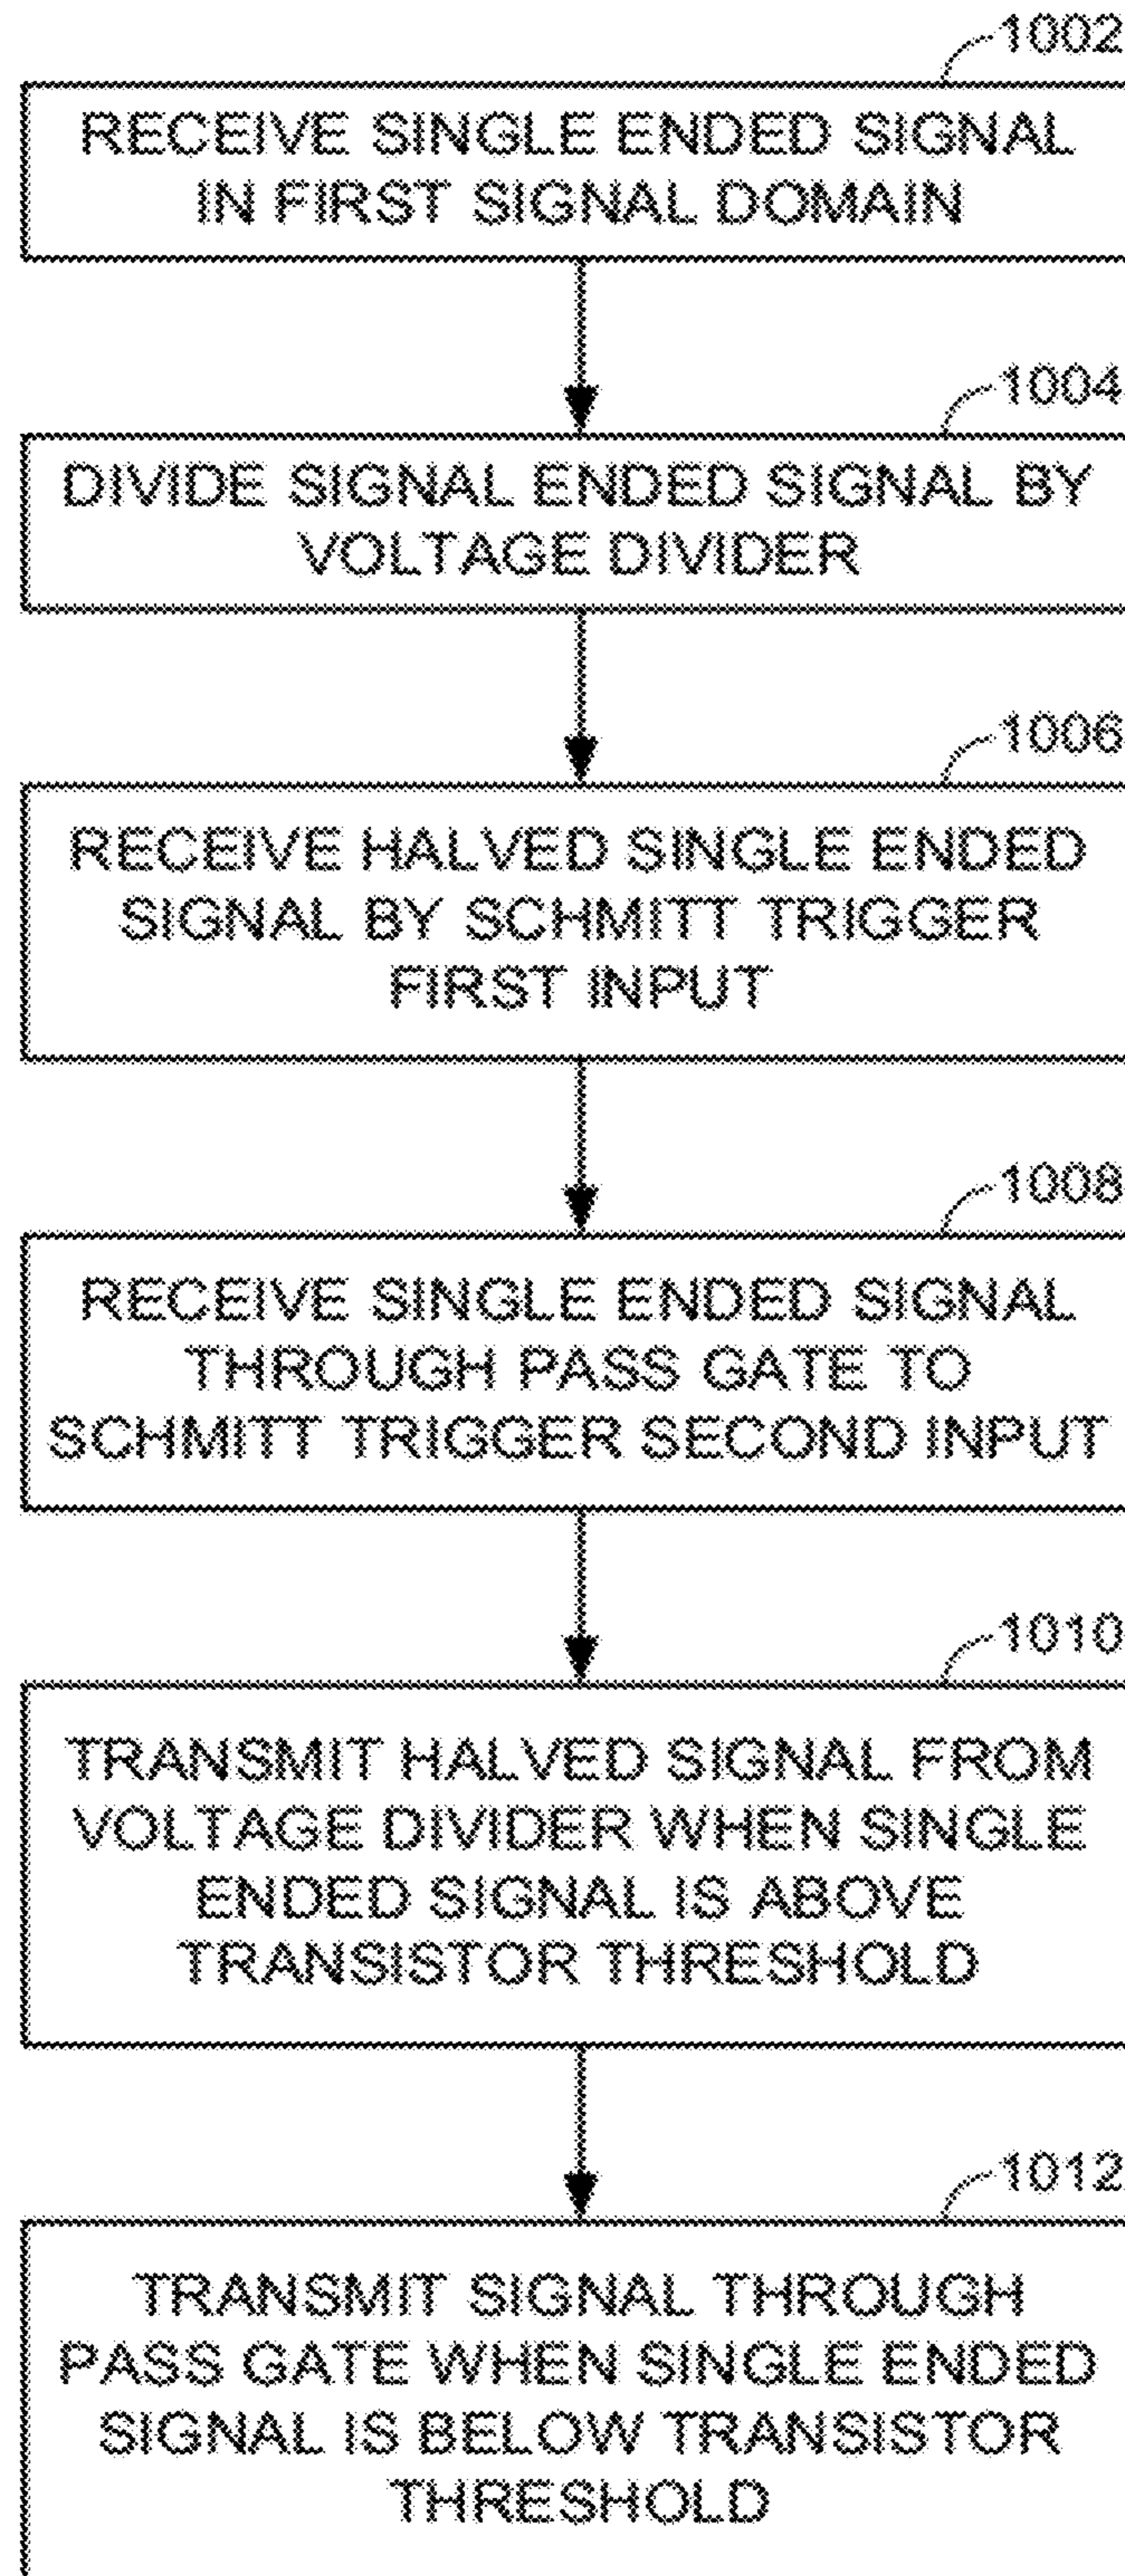 1002
RECEIVE SINGLE ENDED SIGNAL
IN FIRST SIGNAL DOMAIN
1004
DIVIDE SIGNAL ENDED SIGNAL BY
VOLTAGE DIVIDER
1006
RECEIVE HALVED SINGLE ENDED
SIGNAL BY SCHMITT TRIGGER
FIRST INPUT
1008
RECEIVE SINGLE ENDED SIGNAL
THROUGH PASS GATE TO
SCHMITT TRIGGER SECOND INPUT
1010
TRANSMIT HALVED SIGNAL FROM
VOLTAGE DIVIDER WHEN SINGLE
ENDED SIGNAL IS ABOVE
TRANSISTOR THRESHOLD
1012
TRANSMIT SIGNAL THROUGH
PASS GATE WHEN SINGLE ENDED
SIGNAL IS BELOW TRANSISTOR
THRESHOLD